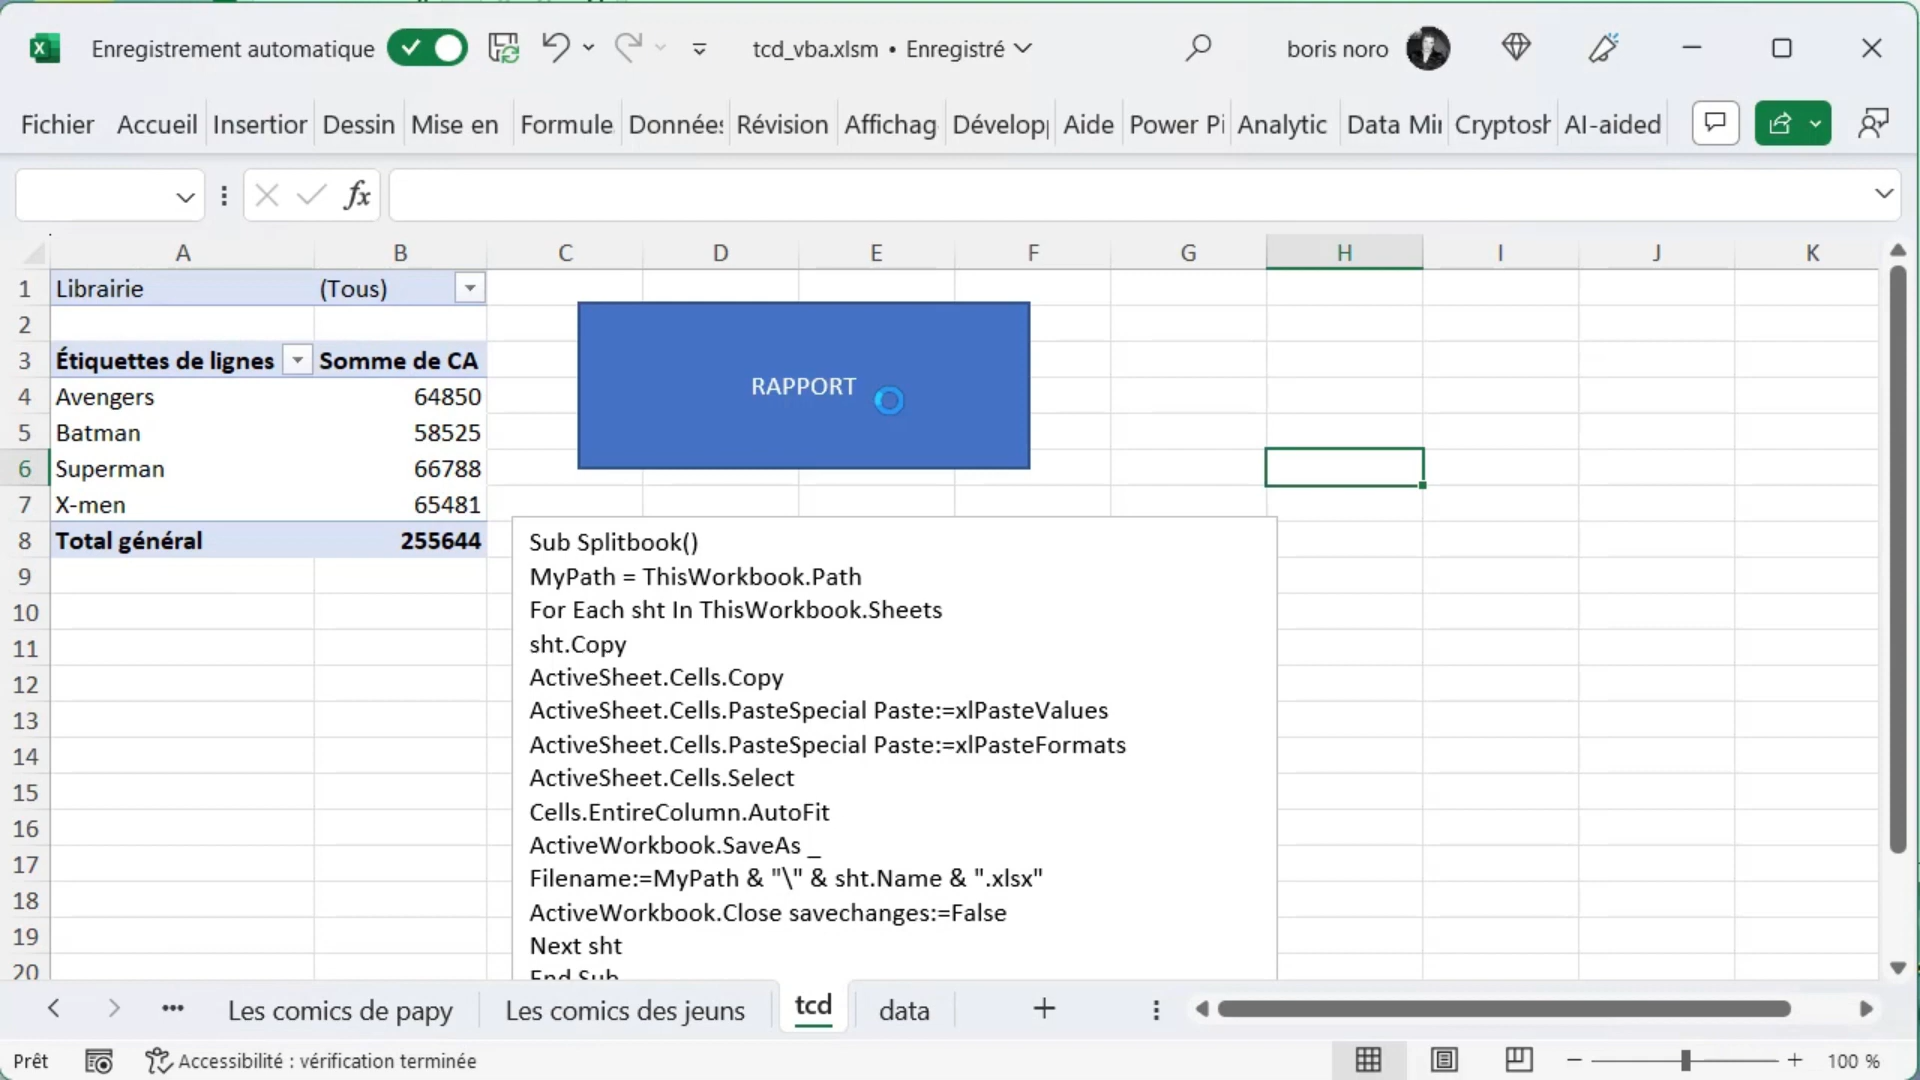 Enregistrement automatique
tcd_vba.xlsm • Enregistré
boris noro
Fichier Accueil Insertior Dessin Mise en Formule Donnée Révision Affichag Dévelop Aide Power Pi Analytic Data Mi Cryptosh AI-aided
fx
A B C D E F G H I J K
1 Librairie (Tous)
2
3 Étiquettes de lignes Somme de CA
4 Avengers 64850
5 Batman 58525
6 Superman 66788
7 X-men 65481
8 Total général 255644
9
10
11
12
13
14
15
16
17
18
19
20
RAPPORT
Sub Splitbook()
MyPath = ThisWorkbook.Path
For Each sht In ThisWorkbook.Sheets
sht.Copy
ActiveSheet.Cells.Copy
ActiveSheet.Cells.PasteSpecial Paste:=xlPasteValues
ActiveSheet.Cells.PasteSpecial Paste:=xlPasteFormats
ActiveSheet.Cells.Select
Cells.EntireColumn.AutoFit
ActiveWorkbook.SaveAs _
Filename:=MyPath & "\" & sht.Name & ".xlsx"
ActiveWorkbook.Close savechanges:=False
Next sht
End Sub
Les comics de papy Les comics des jeuns tcd data
Prêt Accessibilité : vérification terminée 100 %